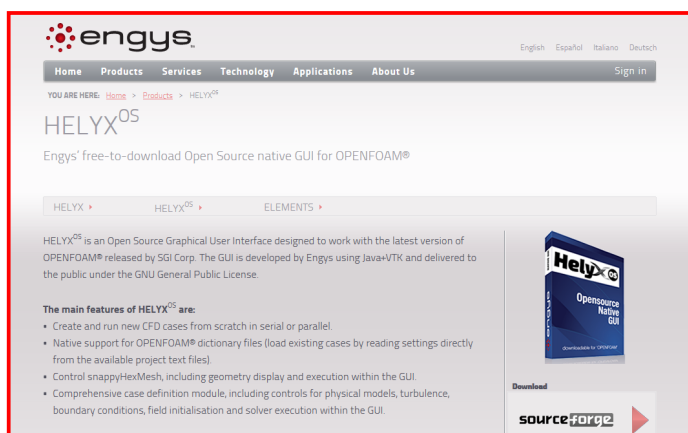 engys
English Español Italiano Deutsch
Home Products Services Technology Applications About Us Sign in
YOU ARE HERE: Home > Products > HELYXOS
HELYXOS
Engys' free-to-download Open Source native GUI for OPENFOAM®
HELYX HELYXOS ELEMENTS
HELYXOS is an Open Source Graphical User Interface designed to work with the latest version of
OPENFOAM® released by SGI Corp. The GUI is developed by Engys using Java+VTK and delivered to
the public under the GNU General Public License.
The main features of HELYXOS are:
• Create and run new CFD cases from scratch in serial or parallel.
• Native support for OPENFOAM® dictionary files (load existing cases by reading settings directly
from the available project text files).
• Control snappyHexMesh, including geometry display and execution within the GUI.
• Comprehensive case definition module, including controls for physical models, turbulence,
boundary conditions, field initialisation and solver execution within the GUI.
HelyX OS
Opensource
Native
GUI
engys
downloadable for "OPENFOAM"
Download
sourceforge